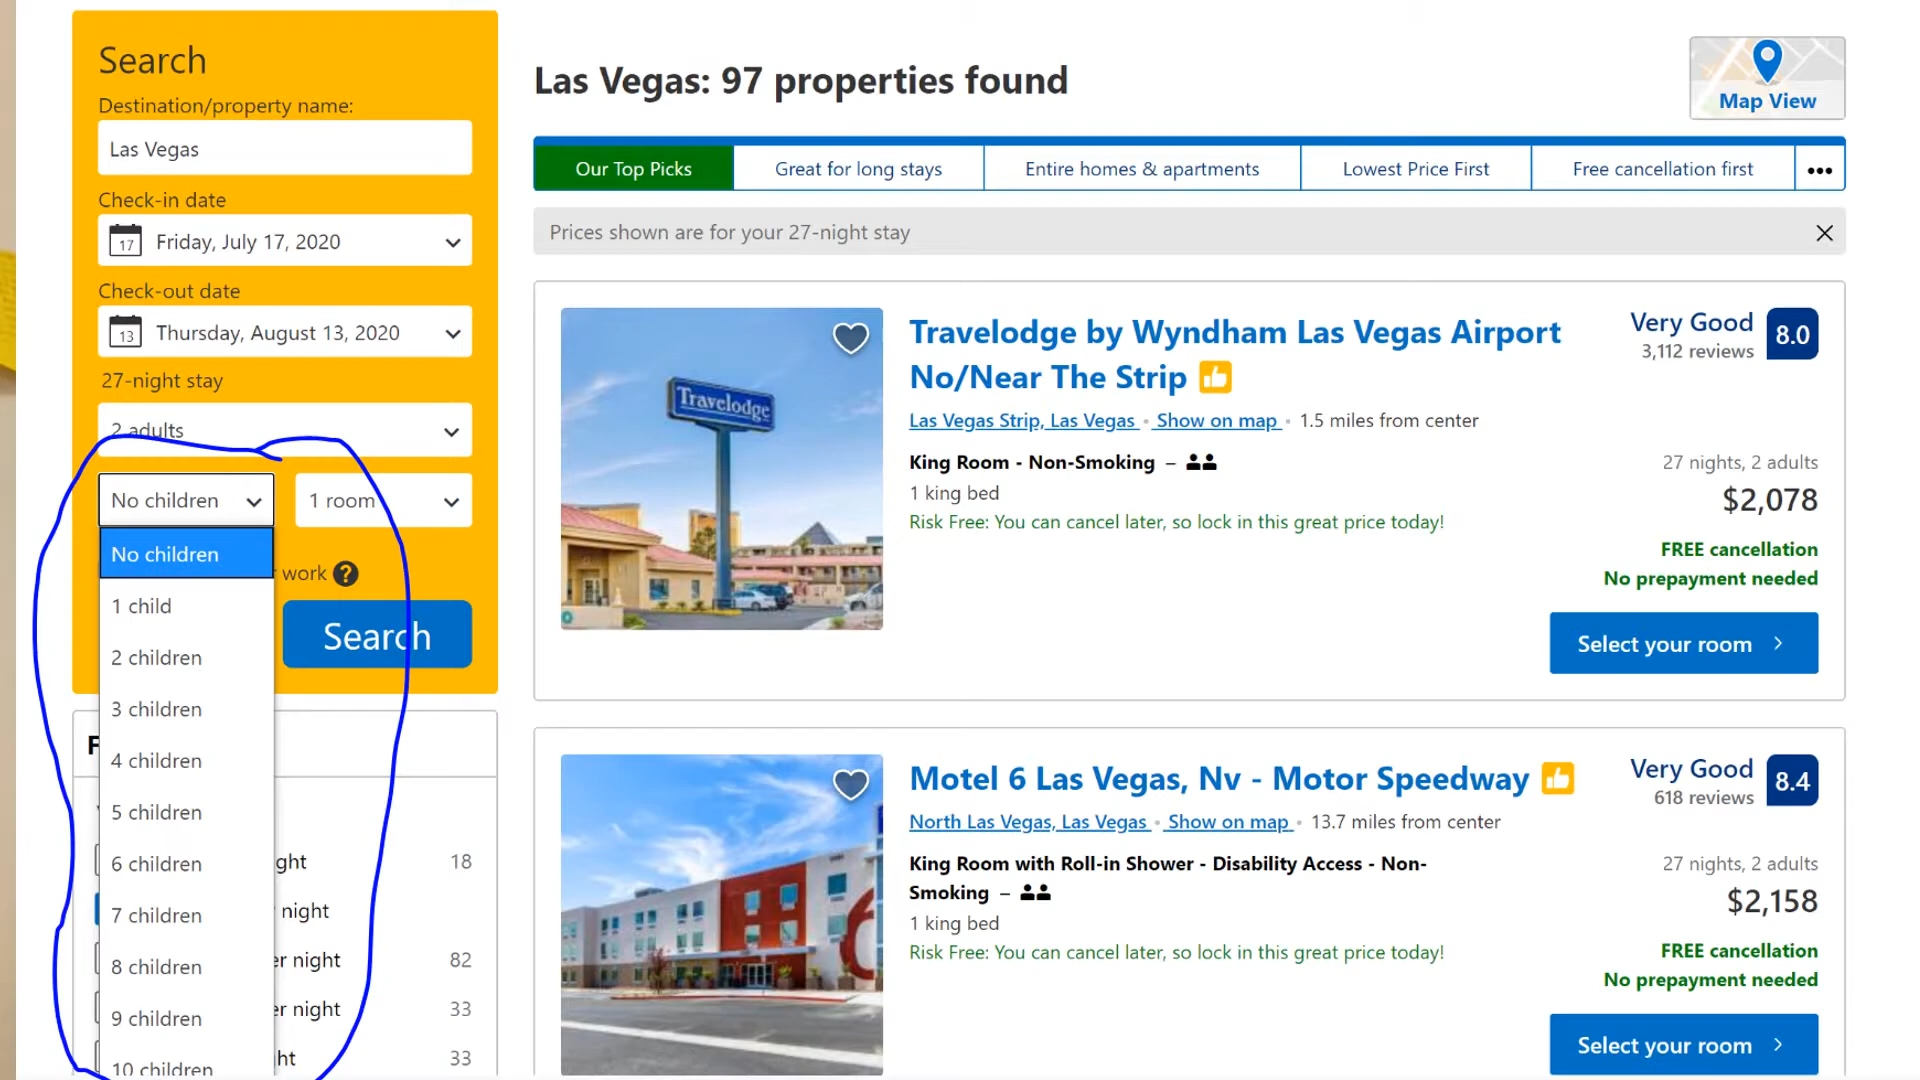 Search
Destination/property name:
Las Vegas
Check-in date
17
Friday, July 17, 2020
Check-out date
13
Thursday, August 13, 2020
27-night stay
2 adults
No children
1 room
No children
work ?
1 child
Search
2 children
3 children
4 children
5 children
6 children
ght 18
7 children
night
8 children
er night 82
9 children
er night 33
10 children
ht 33
Las Vegas: 97 properties found
Map View
Our Top Picks
Great for long stays
Entire homes & apartments
Lowest Price First
Free cancellation first
•••
Prices shown are for your 27-night stay
Travelodge
Travelodge by Wyndham Las Vegas Airport
No/Near The Strip
Very Good 8.0
3,112 reviews
Las Vegas Strip, Las Vegas • Show on map • 1.5 miles from center
King Room - Non-Smoking –
27 nights, 2 adults
1 king bed
$2,078
Risk Free: You can cancel later, so lock in this great price today!
FREE cancellation
No prepayment needed
Select your room
Motel 6 Las Vegas, Nv - Motor Speedway
Very Good 8.4
618 reviews
North Las Vegas, Las Vegas • Show on map • 13.7 miles from center
King Room with Roll-in Shower - Disability Access - Non-
Smoking –
27 nights, 2 adults
1 king bed
$2,158
Risk Free: You can cancel later, so lock in this great price today!
FREE cancellation
No prepayment needed
Select your room